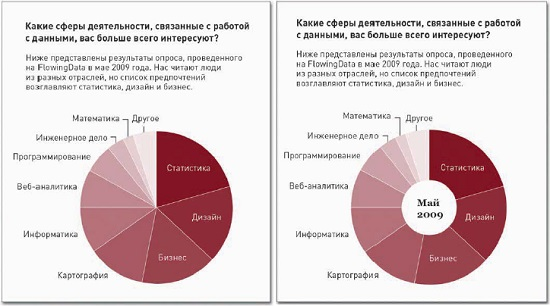 Какие сферы деятельности, связанные с работой
с данными, вас больше всего интересуют?
Ниже представлены результаты опроса, проведенного
на FlowingData в мае 2009 года. Нас читают люди
из разных отраслей, но список предпочтений
возглавляют статистика, дизайн и бизнес.
Математика
Другое
Инженерное дело
Программирование
Статистика
Веб-аналитика
Дизайн
Информатика
Бизнес
Картография
Какие сферы деятельности, связанные с работой
с данными, вас больше всего интересуют?
Ниже представлены результаты опроса, проведенного
на FlowingData в мае 2009 года. Нас читают люди
из разных отраслей, но список предпочтений
возглавляют статистика, дизайн и бизнес.
Математика
Другое
Инженерное дело
Программирование
Статистика
Веб-аналитика
Май
2009
Дизайн
Информатика
Бизнес
Картография